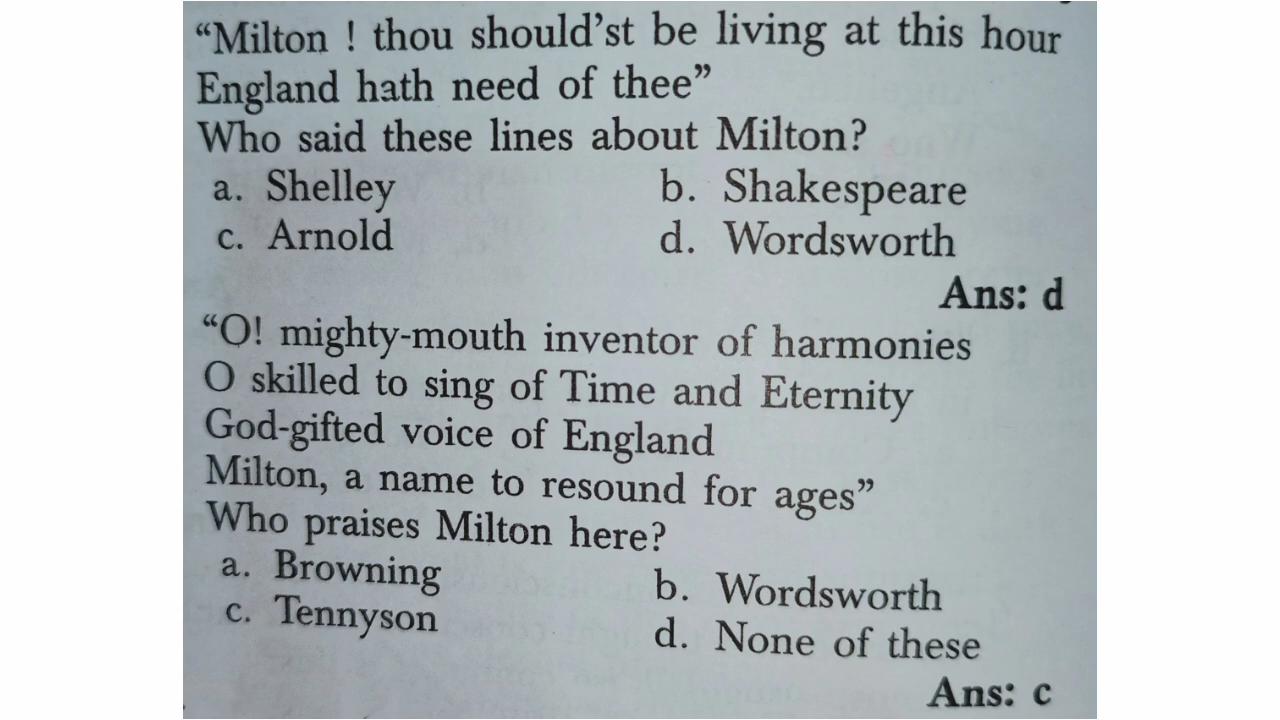 “Milton ! thou should’st be living at this hour
England hath need of thee”
Who said these lines about Milton?
a. Shelley b. Shakespeare
c. Arnold d. Wordsworth
Ans: d
“O! mighty-mouth inventor of harmonies
O skilled to sing of Time and Eternity
God-gifted voice of England
Milton, a name to resound for ages”
Who praises Milton here?
a. Browning b. Wordsworth
c. Tennyson d. None of these
Ans: c